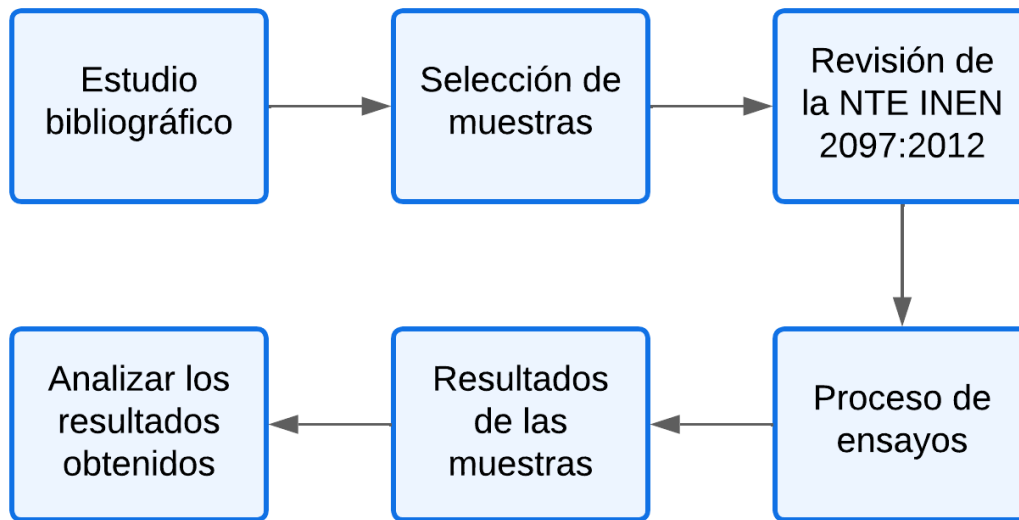 Estudio
bibliográfico
Selección de
muestras
Revisión de
la NTE INEN
2097:2012
Proceso de
ensayos
Resultados
de las
muestras
Analizar los
resultados
obtenidos